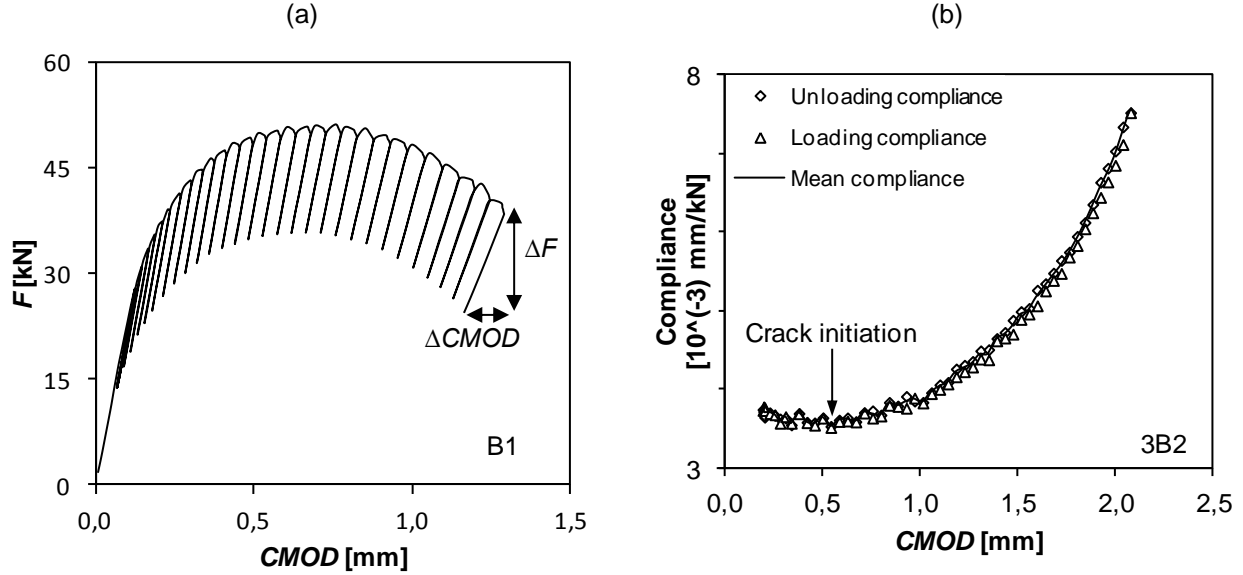 (a)
60
45
30
15
0
F [kN]
ΔF
ΔCMOD
B1
0,0 0,5 1,0 1,5
CMOD [mm]
(b)
8
3
Compliance
[10^(-3) mm/kN]
Unloading compliance
Loading compliance
Mean compliance
Crack initiation
3B2
0,0 0,5 1,0 1,5 2,0 2,5
CMOD [mm]